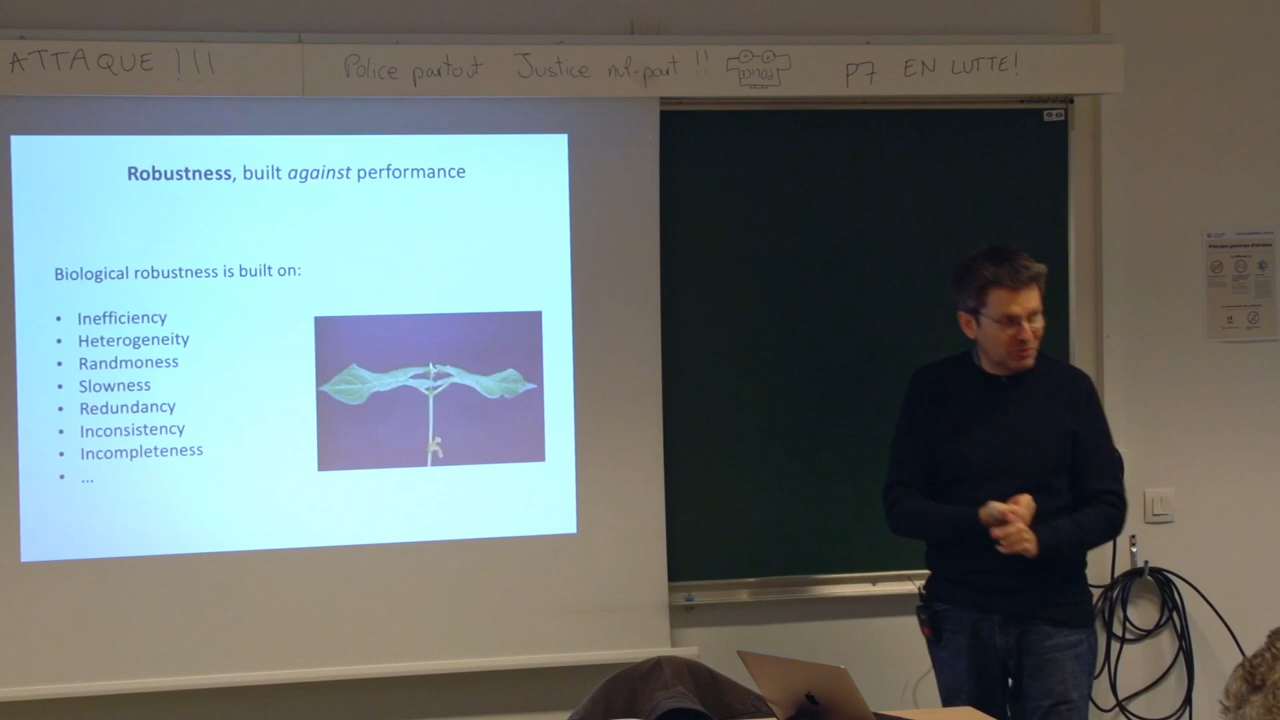 ATTAQUE !!!
Police partout Justice nul-part !!
POLICE
P7 EN LUTTE!
Robustness, built against performance
Biological robustness is built on:
• Inefficiency
• Heterogeneity
• Randmoness
• Slowness
• Redundancy
• Inconsistency
• Incompleteness
• ...